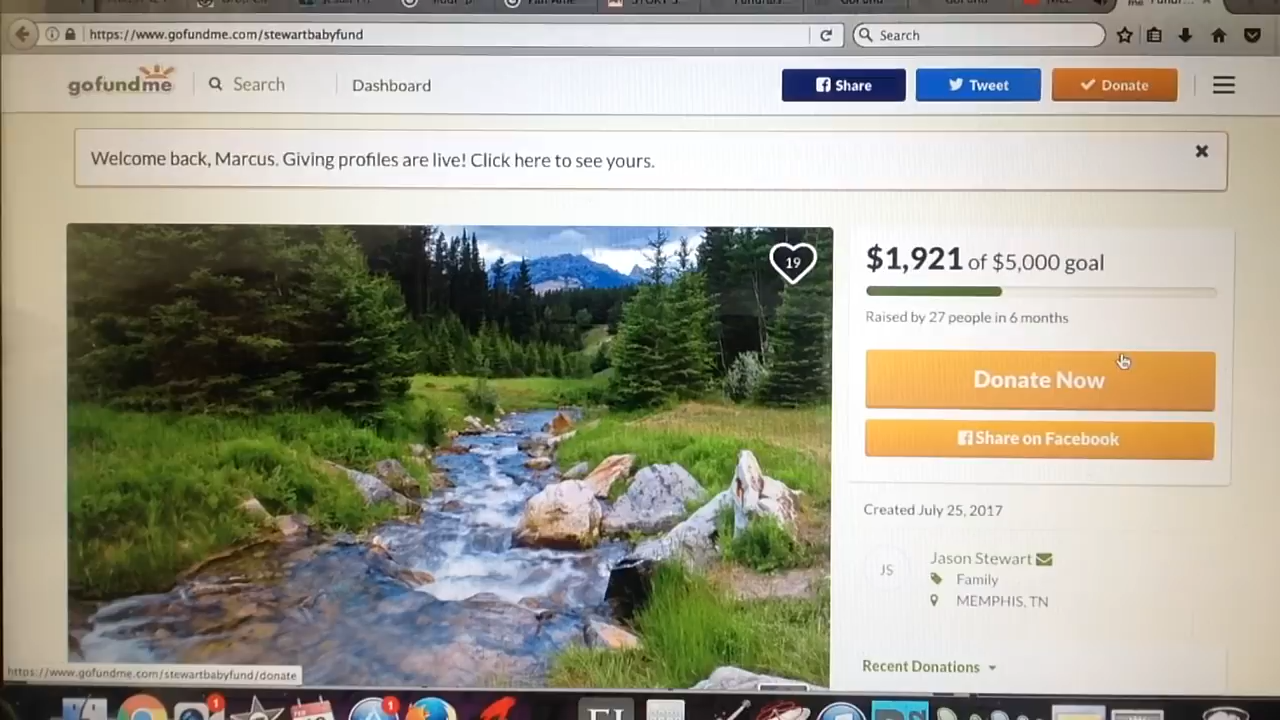 https://www.gofundme.com/stewartbabyfund
Search
gofundme
Search
Dashboard
Share
Tweet
Donate
Welcome back, Marcus. Giving profiles are live! Click here to see yours.
19
$1,921 of $5,000 goal
Raised by 27 people in 6 months
Donate Now
Share on Facebook
Created July 25, 2017
JS
Jason Stewart
Family
MEMPHIS, TN
Recent Donations
https://www.gofundme.com/stewartbabyfund/donate
1
1